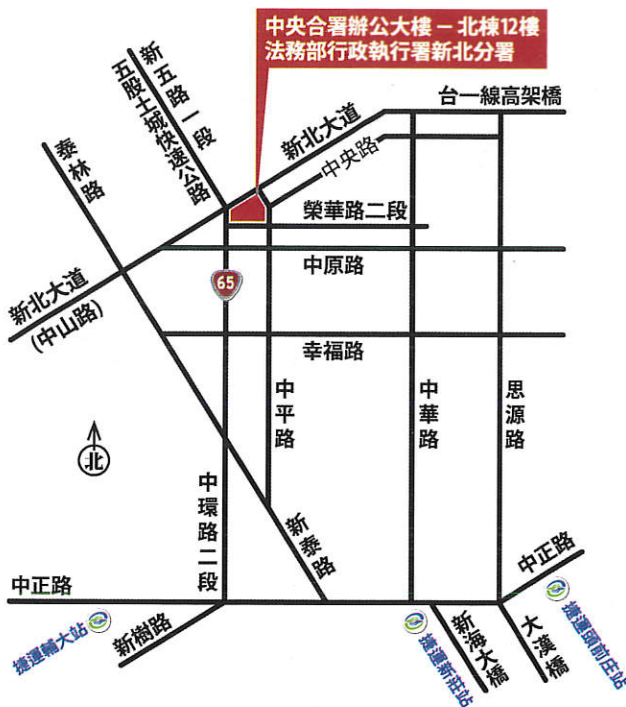 中央合署辦公大樓 – 北棟12樓
法務部行政執行署新北分署
台一線高架橋
新五路一段
五股土城快速公路
新北大道
中央路
泰林路
榮華路二段
中原路
65
新北大道
(中山路)
幸福路
中平路
中華路
思源路
北
中環路二段
新泰路
中正路
中正路
新樹路
捷運輔大站
捷運新莊站
新海大橋
大漢橋
捷運頭前庄站